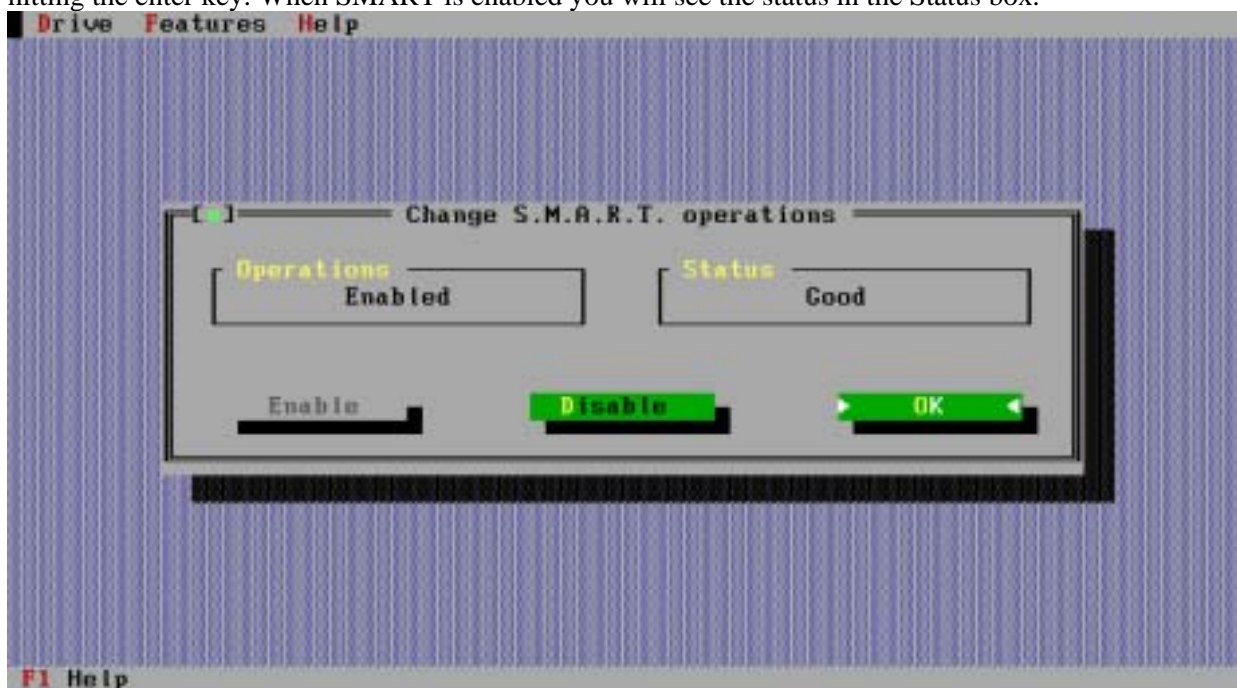 hitting the enter key. When SMART is enabled you will see the status in the Status box.
Drive Features Help
Change S.M.A.R.T. operations
Operations Status
Enabled Good
Enable Disable OK
F1 Help